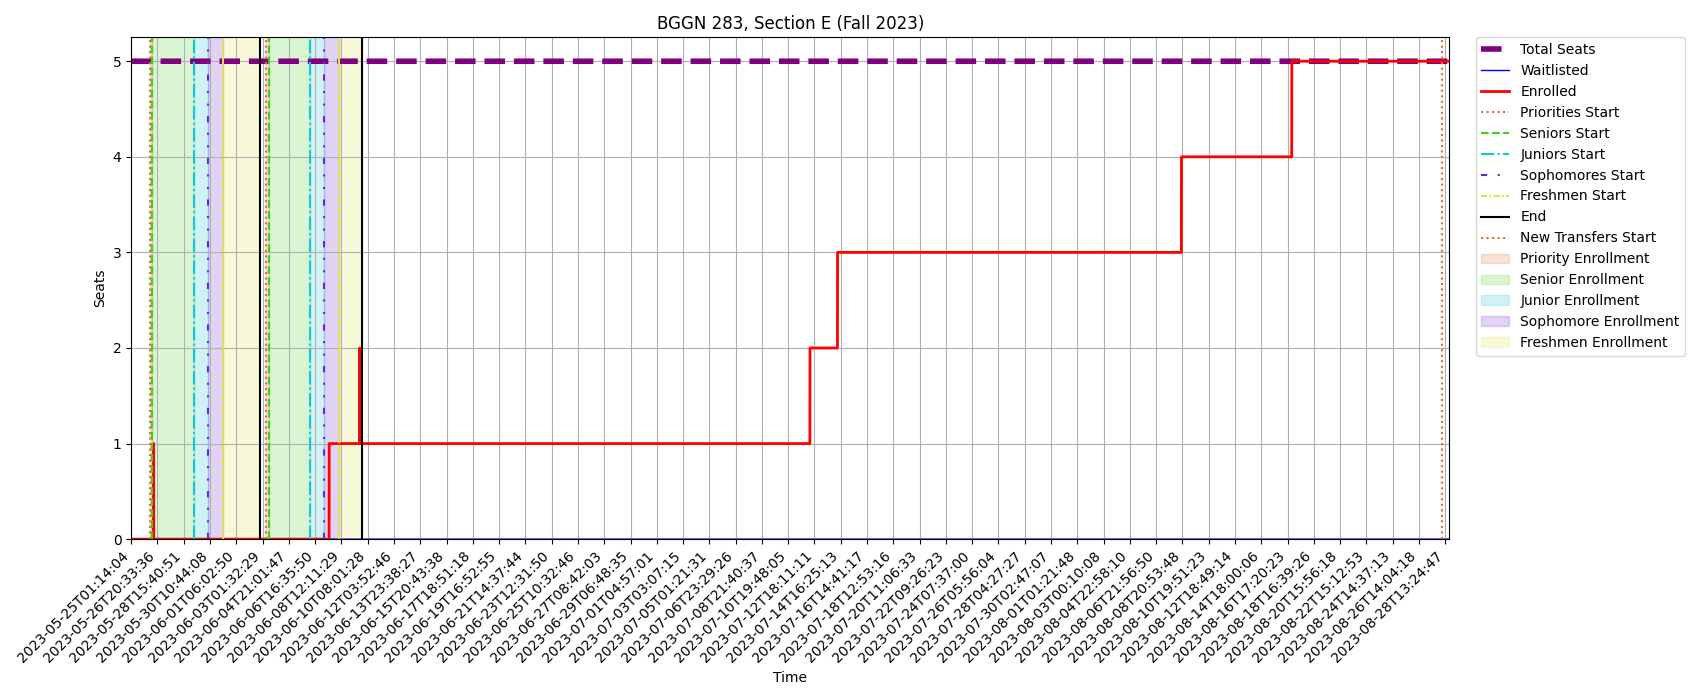 BGGN 283, Section E (Fall 2023)
Seats
5
4
3
2
1
0
2023-05-25T01:14:04
2023-05-26T20:33:36
2023-05-28T15:40:51
2023-05-30T10:44:08
2023-06-01T06:02:50
2023-06-03T01:32:29
2023-06-04T21:01:47
2023-06-06T16:35:50
2023-06-08T12:11:29
2023-06-10T08:01:28
2023-06-12T03:52:46
2023-06-13T23:38:27
2023-06-15T20:43:38
2023-06-17T18:51:18
2023-06-19T16:52:55
2023-06-21T14:37:44
2023-06-23T12:31:50
2023-06-25T10:32:46
2023-06-27T08:42:03
2023-06-29T06:48:35
2023-07-01T04:57:01
2023-07-03T03:07:15
2023-07-05T01:21:31
2023-07-06T23:29:26
2023-07-08T21:40:37
2023-07-10T19:48:05
2023-07-12T18:11:11
2023-07-14T16:25:13
2023-07-16T14:41:17
2023-07-18T12:53:16
2023-07-20T11:06:33
2023-07-22T09:26:23
2023-07-24T07:37:00
2023-07-26T05:56:04
2023-07-28T04:27:27
2023-07-30T02:47:07
2023-08-01T01:21:48
2023-08-03T00:10:08
2023-08-04T22:58:10
2023-08-06T21:56:50
2023-08-08T20:53:48
2023-08-10T19:51:23
2023-08-12T18:49:14
2023-08-14T18:00:06
2023-08-16T17:20:23
2023-08-18T16:39:26
2023-08-20T15:56:18
2023-08-22T15:12:53
2023-08-24T14:37:13
2023-08-26T14:04:18
2023-08-28T13:24:47
Time
Total Seats
Waitlisted
Enrolled
Priorities Start
Seniors Start
Juniors Start
Sophomores Start
Freshmen Start
End
New Transfers Start
Priority Enrollment
Senior Enrollment
Junior Enrollment
Sophomore Enrollment
Freshmen Enrollment